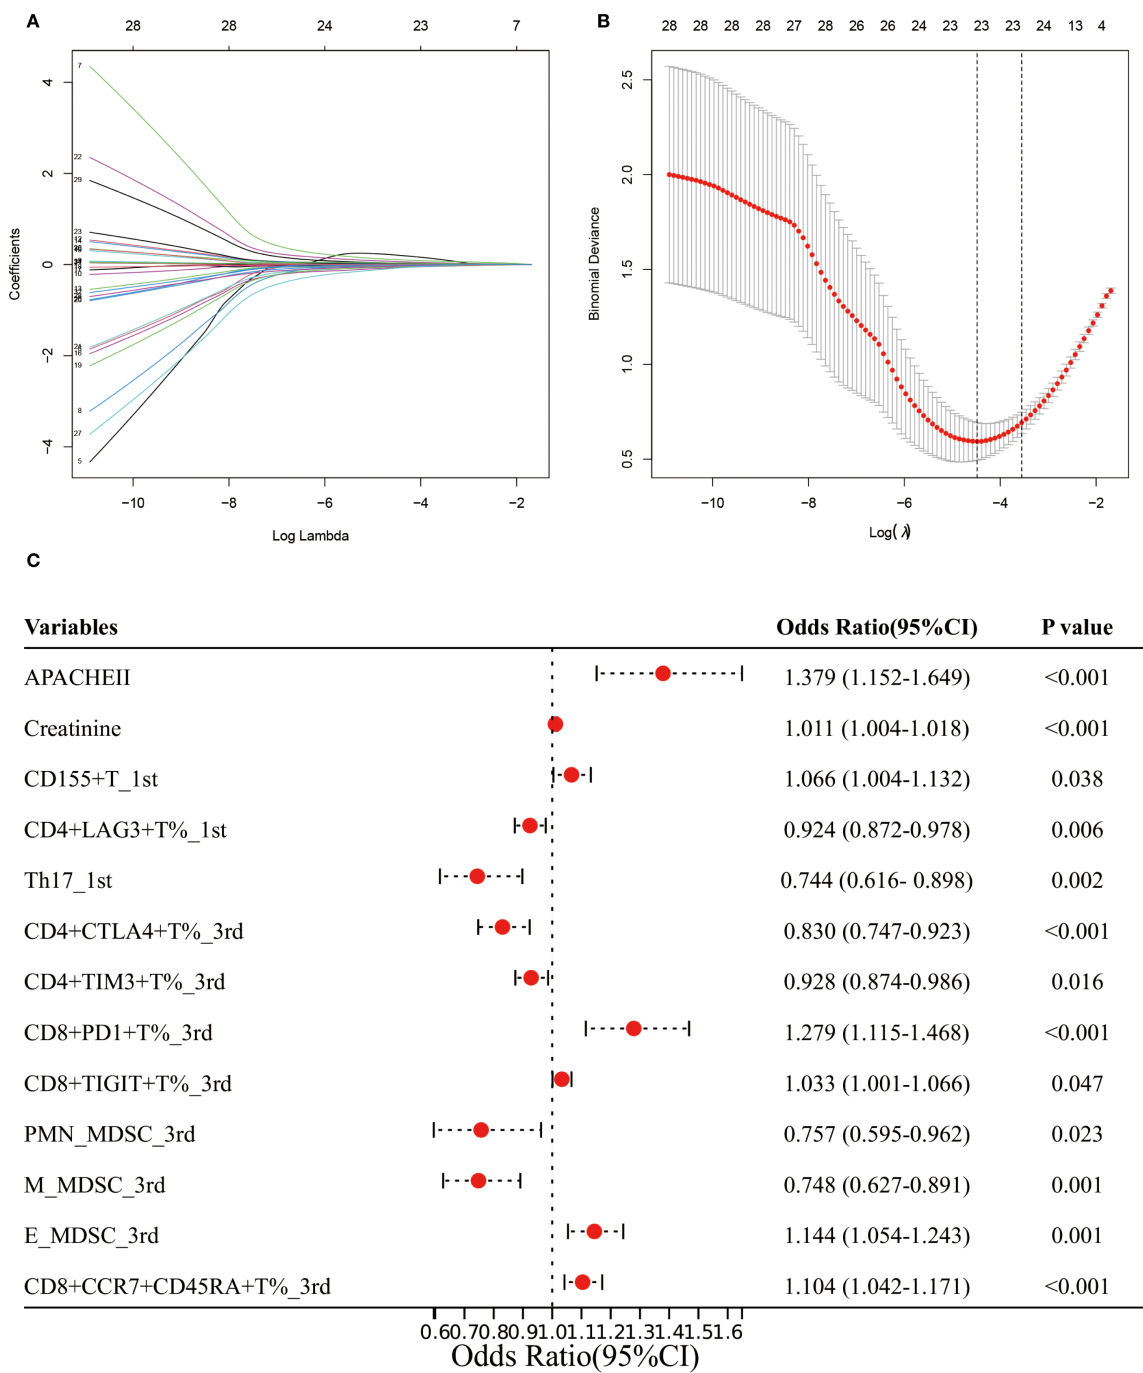 A
28 28 24 23 7
4
2
0
−2
−4
Coefficients
7
22
29
23
10
16
19
8
27
5
−10 −8 −6 −4 −2
Log Lambda
B
28 28 28 28 27 28 26 26 24 23 23 23 24 13 4
2.5
2.0
1.5
1.0
0.5
Binomial Deviance
−10 −8 −6 −4 −2
Log(λ)
C
Variables Odds Ratio(95%CI) P value
APACHEII 1.379 (1.152-1.649) <0.001
Creatinine 1.011 (1.004-1.018) <0.001
CD155+T_1st 1.066 (1.004-1.132) 0.038
CD4+LAG3+T%_1st 0.924 (0.872-0.978) 0.006
Th17_1st 0.744 (0.616- 0.898) 0.002
CD4+CTLA4+T%_3rd 0.830 (0.747-0.923) <0.001
CD4+TIM3+T%_3rd 0.928 (0.874-0.986) 0.016
CD8+PD1+T%_3rd 1.279 (1.115-1.468) <0.001
CD8+TIGIT+T%_3rd 1.033 (1.001-1.066) 0.047
PMN_MDSC_3rd 0.757 (0.595-0.962) 0.023
M_MDSC_3rd 0.748 (0.627-0.891) 0.001
E_MDSC_3rd 1.144 (1.054-1.243) 0.001
CD8+CCR7+CD45RA+T%_3rd 1.104 (1.042-1.171) <0.001
0.60.70.80.91.01.11.21.31.41.51.6
Odds Ratio(95%CI)